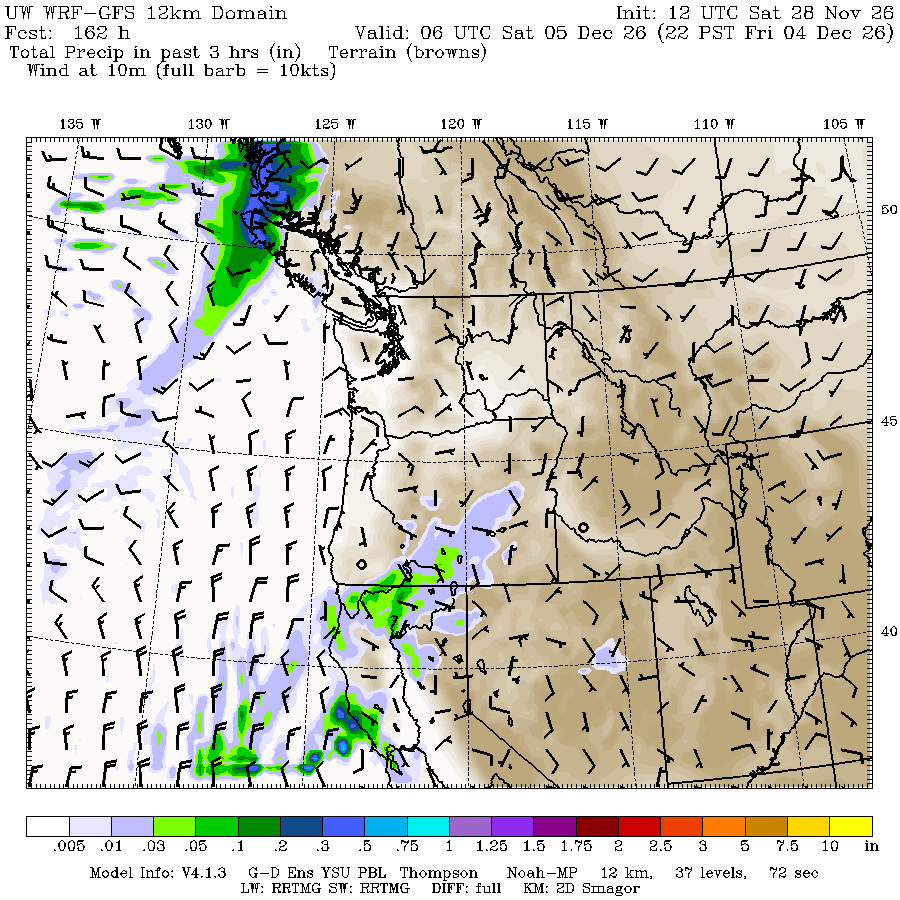 UW WRF-GFS 12km Domain Init: 12 UTC Sat 28 Nov 26
Fcst: 162 h Valid: 06 UTC Sat 05 Dec 26 (22 PST Fri 04 Dec 26)
Total Precip in past 3 hrs (in) Terrain (browns)
Wind at 10m (full barb = 10kts)
135 W 130 W 125 W 120 W 115 W 110 W 105 W
50
45
40
.005 .01 .03 .05 .1 .2 .3 .5 .75 1 1.25 1.5 1.75 2 2.5 3 5 7.5 10 in
Model Info: V4.1.3 G-D Ens YSU PBL Thompson Noah-MP 12 km, 37 levels, 72 sec
LW: RRTMG SW: RRTMG DIFF: full KM: 2D Smagor